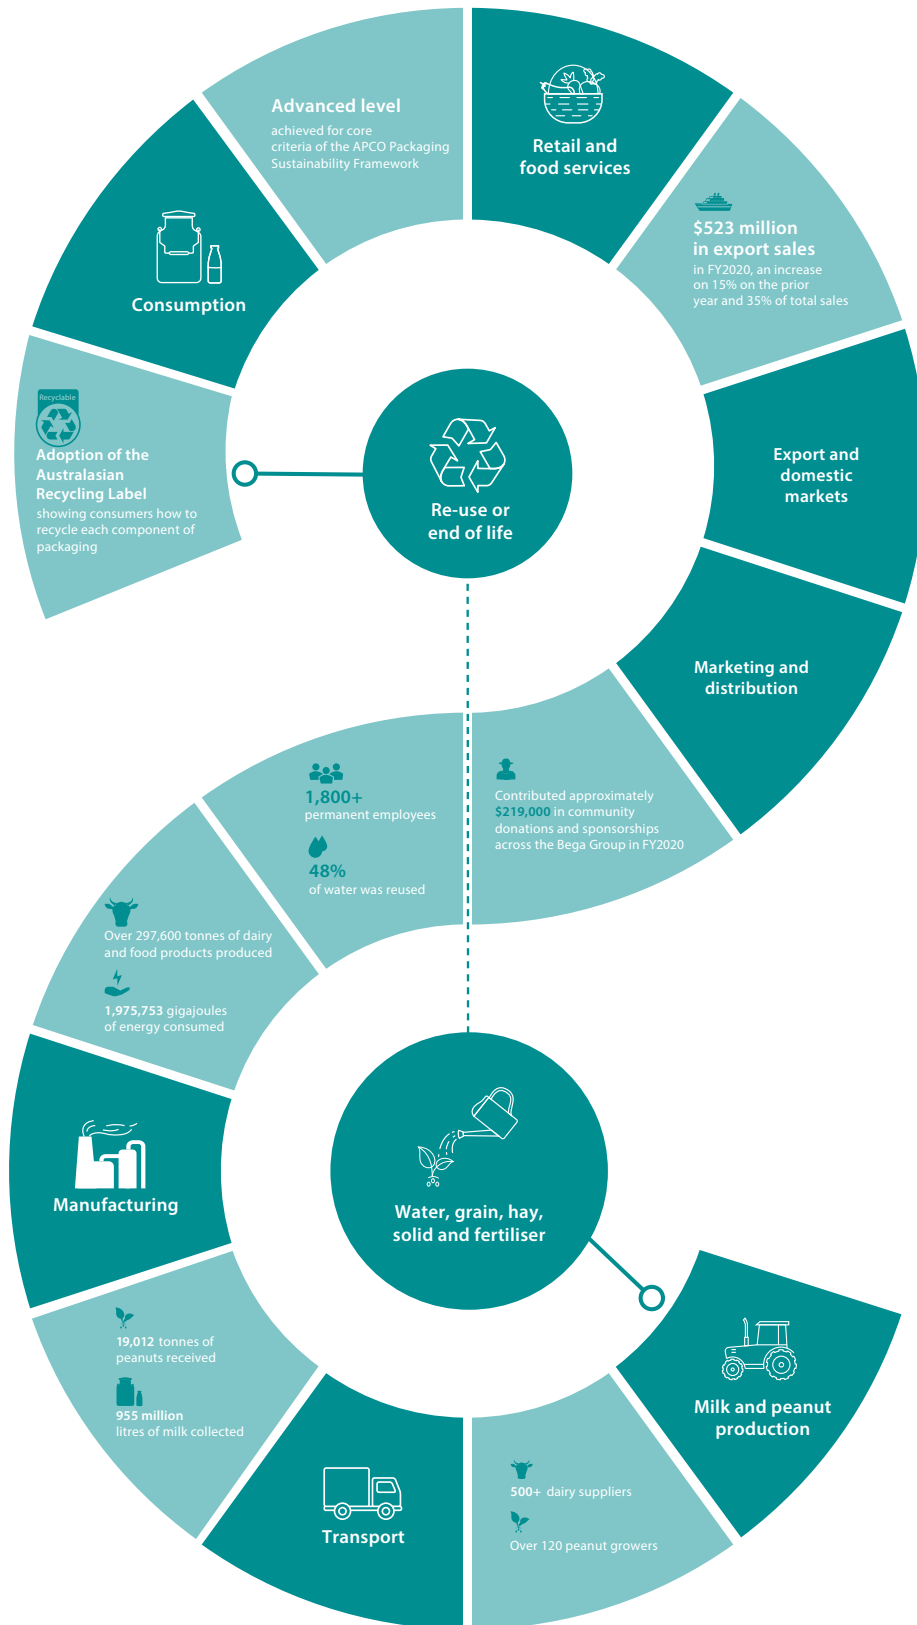 Advanced level
achieved for core
criteria of the APCO Packaging
Sustainability Framework
Retail and
food services
$523 million
in export sales
in FY2020, an increase
on 15% on the prior
year and 35% of total sales
Consumption
Recyclable
Adoption of the
Australasian
Recycling Label
showing consumers how to
recycle each component of
packaging
Re-use or
end of life
Export and
domestic
markets
Marketing and
distribution
Contributed approximately
$219,000 in community
donations and sponsorships
across the Bega Group in FY2020
1,800+
permanent employees
48%
of water was reused
Over 297,600 tonnes of dairy
and food products produced
1,975,753 gigajoules
of energy consumed
Manufacturing
Water, grain, hay,
solid and fertiliser
19,012 tonnes of
peanuts received
955 million
litres of milk collected
Transport
500+ dairy suppliers
Over 120 peanut growers
Milk and peanut
production